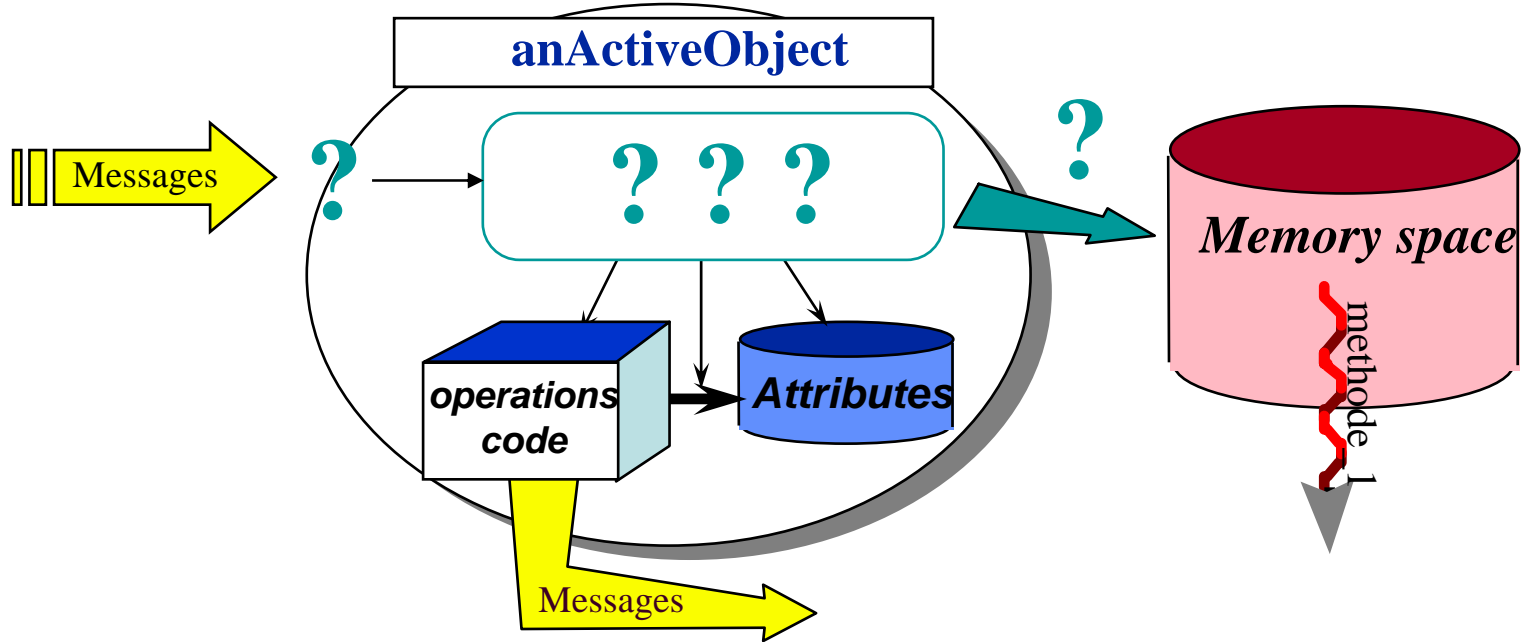 anActiveObject
Messages
?
? ? ?
?
Memory space
methode 1
operations
code
Attributes
Messages